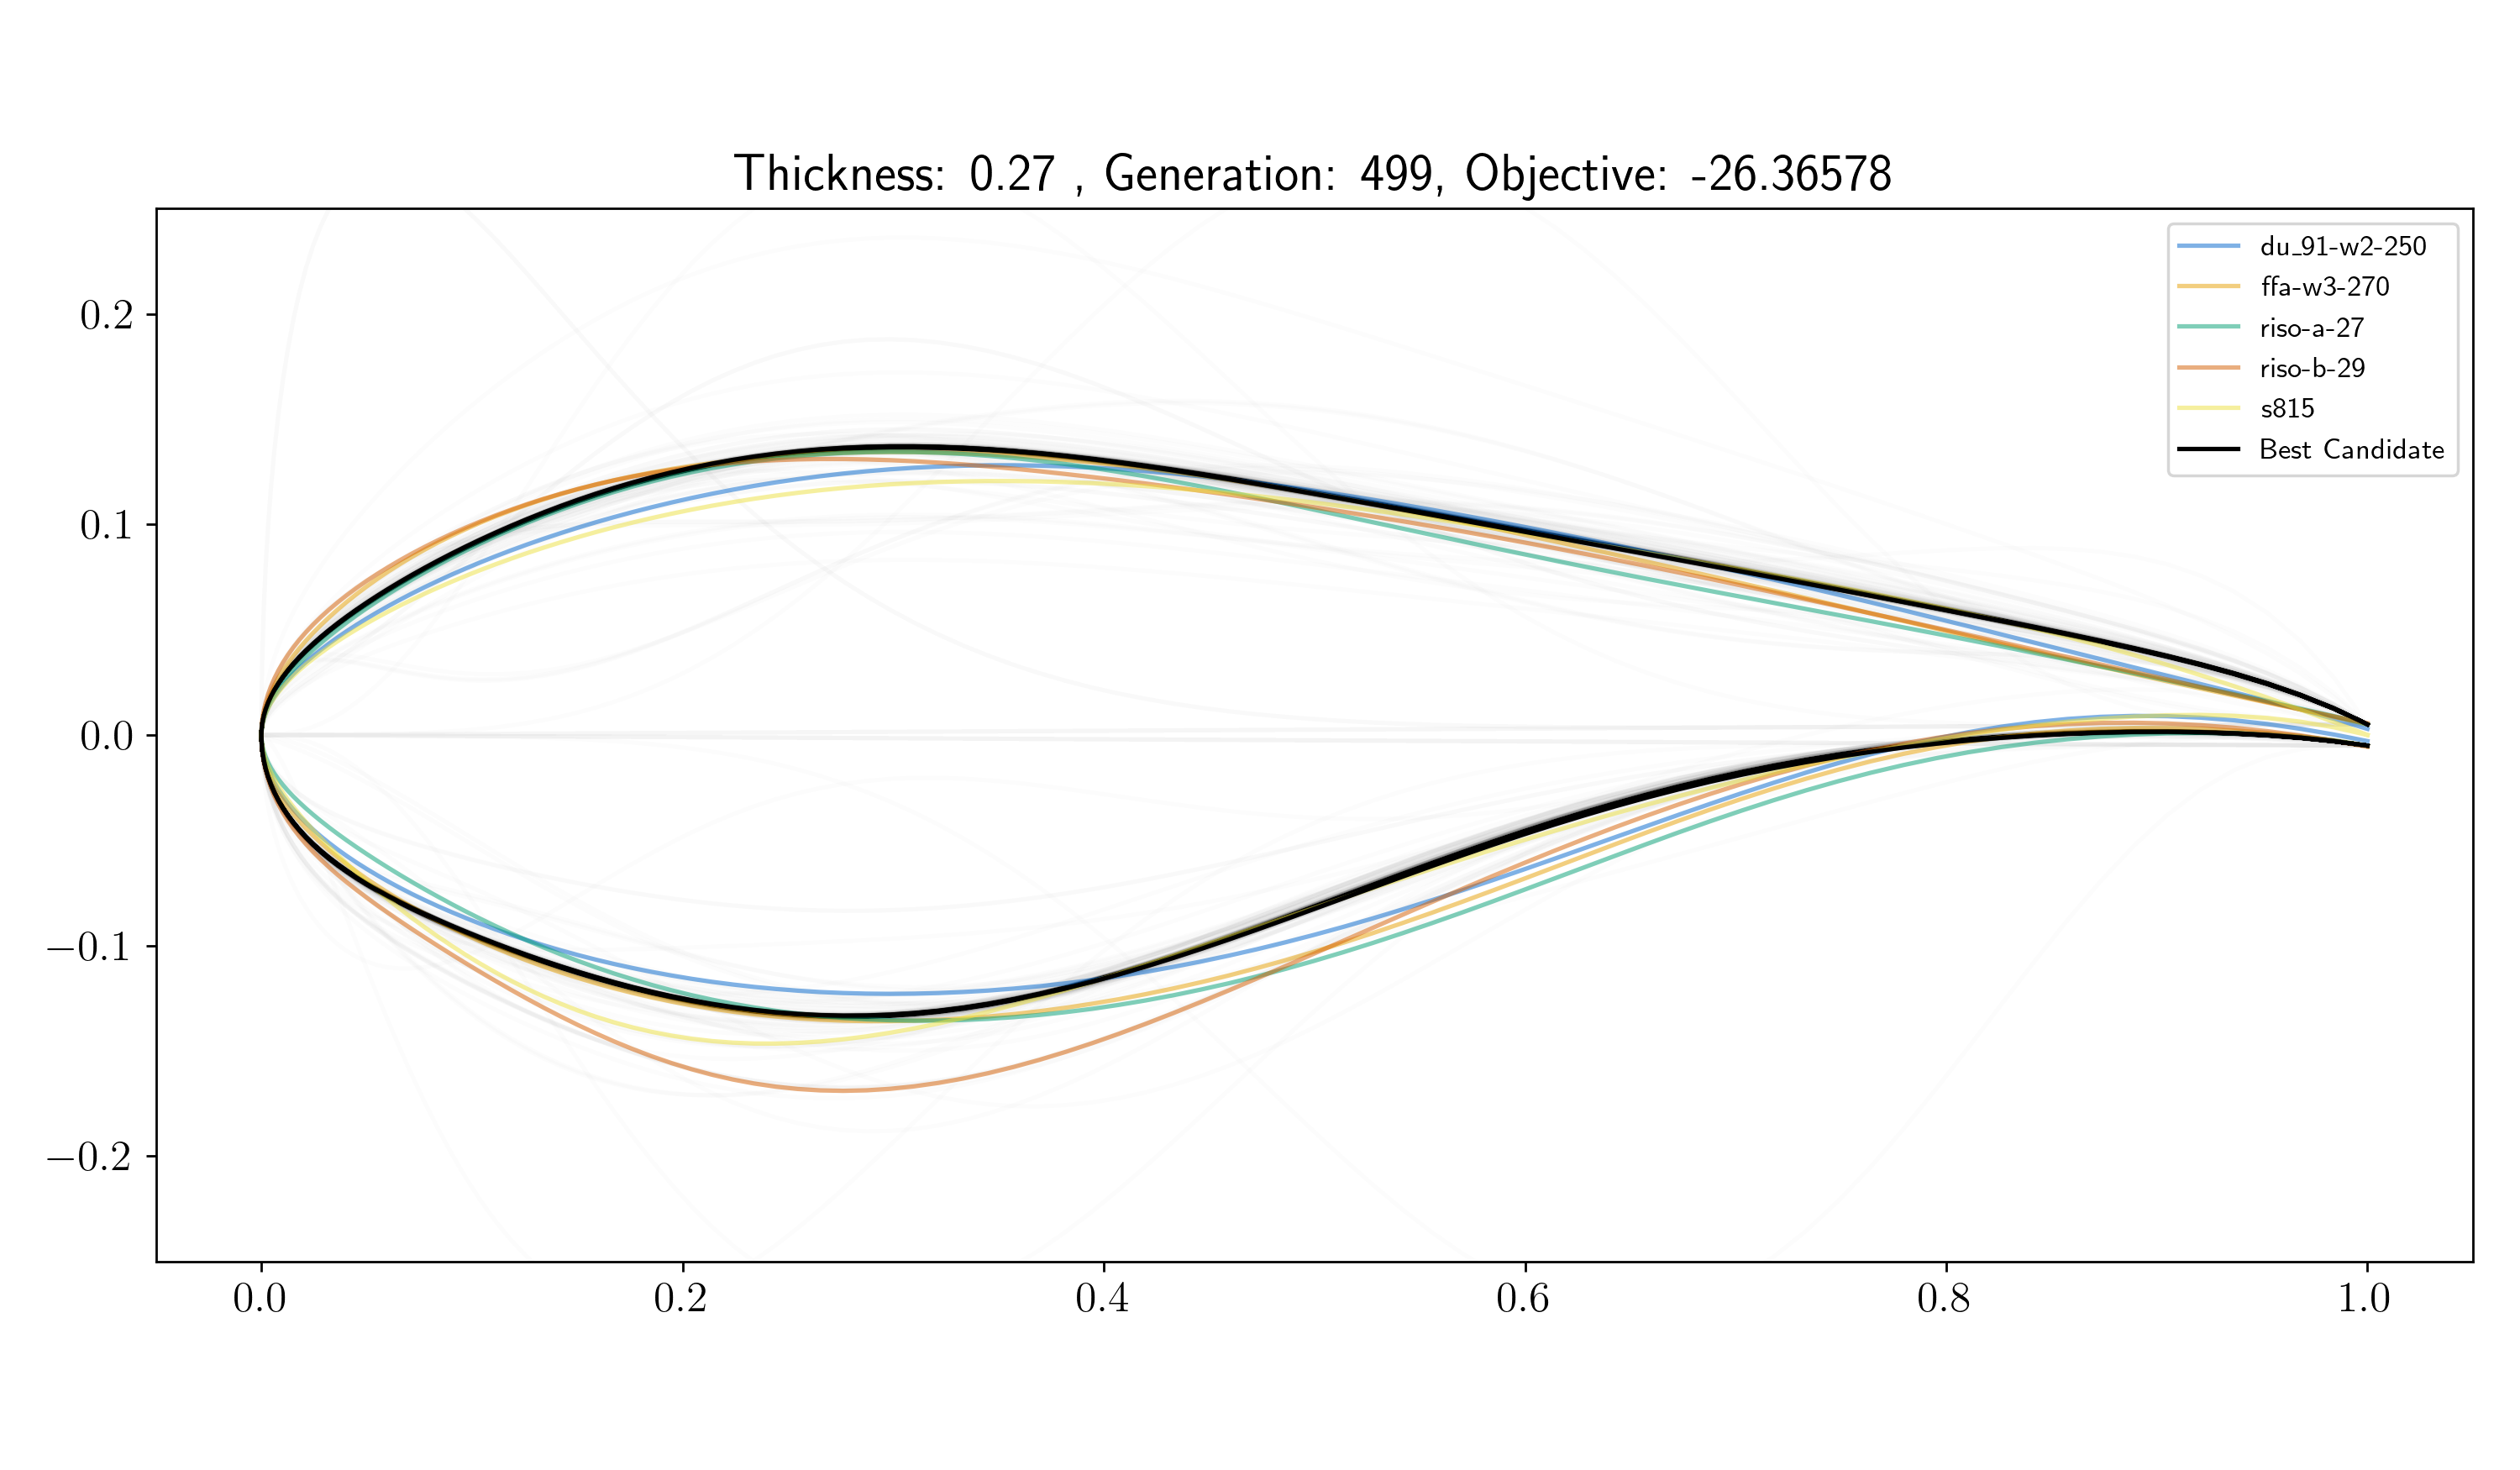 Thickness: 0.27 , Generation: 499, Objective: -26.36578
du_91-w2-250
ffa-w3-270
riso-a-27
riso-b-29
s815
Best Candidate
0.2
0.1
0.0
−0.1
−0.2
0.0 0.2 0.4 0.6 0.8 1.0